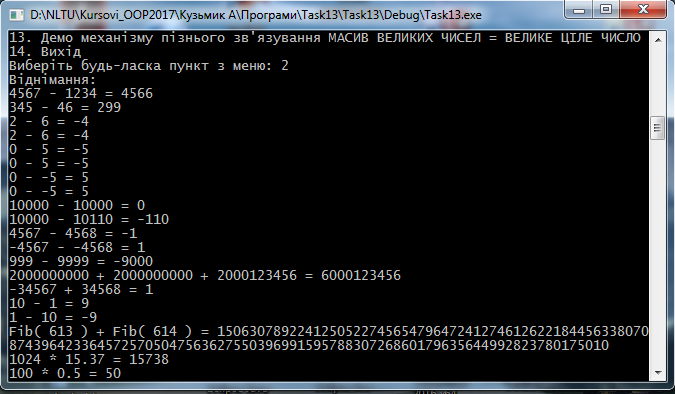 D:\NLTU\Kursovi_OOP2017\Кузьмик А\Програми\Task13\Task13\Debug\Task13.exe
13. Демо механізму пізнього зв'язування МАСИВ ВЕЛИКИХ ЧИСЕЛ = ВЕЛИКЕ ЦІЛЕ ЧИСЛО
14. Вихід
Виберіть будь-ласка пункт з меню: 2
Віднімання:
4567 - 1234 = 4566
345 - 46 = 299
2 - 6 = -4
2 - 6 = -4
0 - 5 = -5
0 - 5 = -5
0 - -5 = 5
0 - -5 = 5
10000 - 10000 = 0
10000 - 10110 = -110
4567 - 4568 = -1
-4567 - -4568 = 1
999 - 9999 = -9000
2000000000 + 2000000000 + 2000123456 = 6000123456
-34567 + 34568 = 1
10 - 1 = 9
1 - 10 = -9
Fib( 613 ) + Fib( 614 ) = 15063078922412505227456547964724127461262218445633807
0874396423364572570504756362755039699159578830726860179635644992823780175010
1024 * 15.37 = 15738
100 * 0.5 = 50